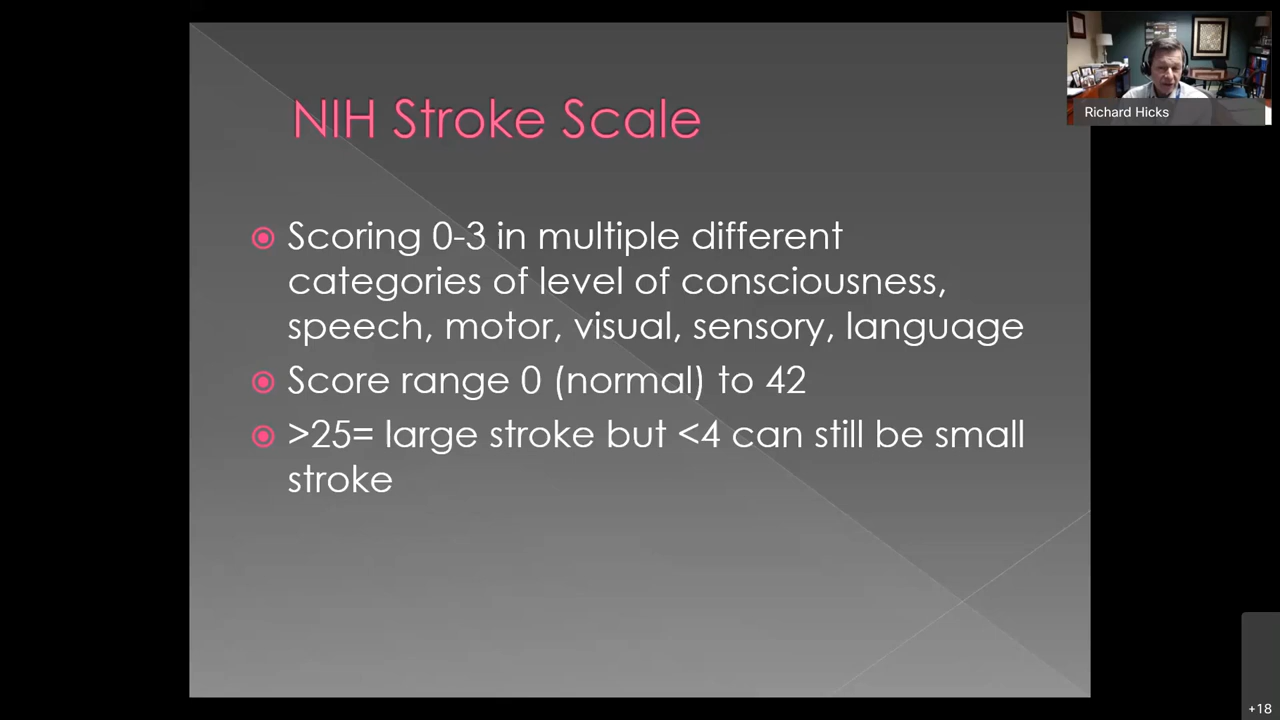 NIH Stroke Scale
Richard Hicks
Scoring 0-3 in multiple different
categories of level of consciousness,
speech, motor, visual, sensory, language
Score range 0 (normal) to 42
>25= large stroke but <4 can still be small
stroke
+18